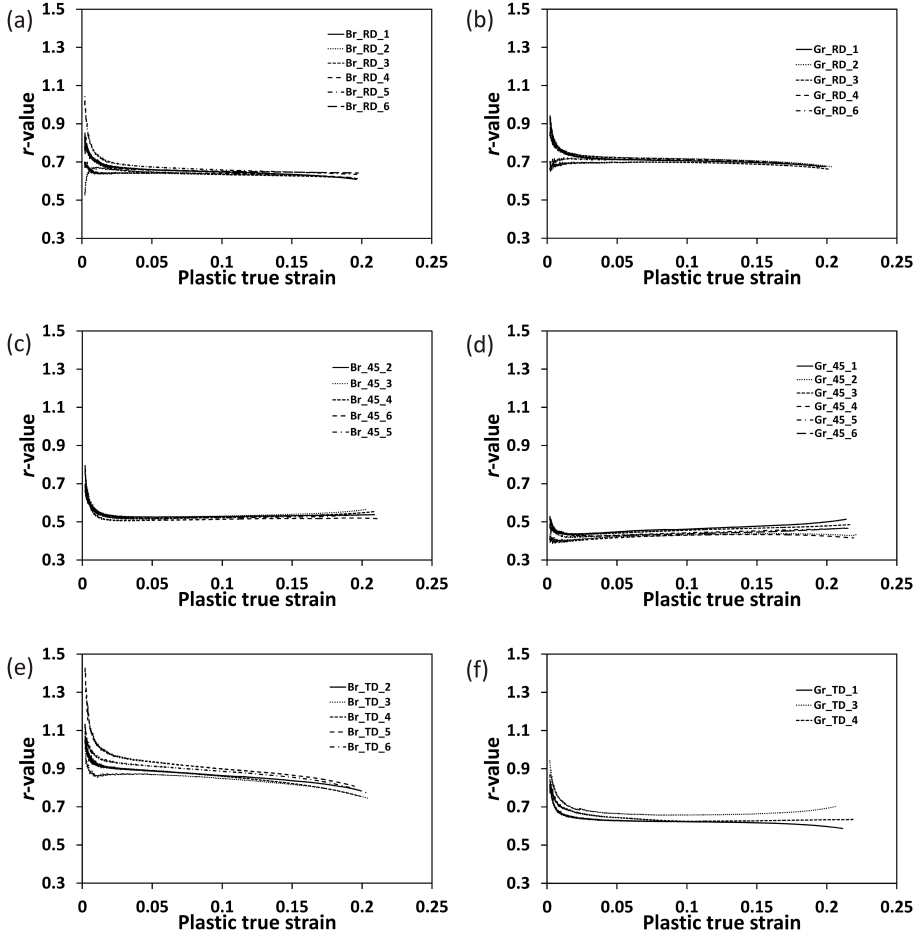 (a)
r-value
1.5
1.3
1.1
0.9
0.7
0.5
0.3
0
0.05
0.1
0.15
0.2
0.25
Plastic true strain
Br_RD_1
Br_RD_2
Br_RD_3
Br_RD_4
Br_RD_5
Br_RD_6
(b)
r-value
1.5
1.3
1.1
0.9
0.7
0.5
0.3
0
0.05
0.1
0.15
0.2
0.25
Plastic true strain
Gr_RD_1
Gr_RD_2
Gr_RD_3
Gr_RD_4
Gr_RD_6
(c)
r-value
1.5
1.3
1.1
0.9
0.7
0.5
0.3
0
0.05
0.1
0.15
0.2
0.25
Plastic true strain
Br_45_2
Br_45_3
Br_45_4
Br_45_6
Br_45_5
(d)
r-value
1.5
1.3
1.1
0.9
0.7
0.5
0.3
0
0.05
0.1
0.15
0.2
0.25
Plastic true strain
Gr_45_1
Gr_45_2
Gr_45_3
Gr_45_4
Gr_45_5
Gr_45_6
(e)
r-value
1.5
1.3
1.1
0.9
0.7
0.5
0.3
0
0.05
0.1
0.15
0.2
0.25
Plastic true strain
Br_TD_2
Br_TD_3
Br_TD_4
Br_TD_5
Br_TD_6
(f)
r-value
1.5
1.3
1.1
0.9
0.7
0.5
0.3
0
0.05
0.1
0.15
0.2
0.25
Plastic true strain
Gr_TD_1
Gr_TD_3
Gr_TD_4